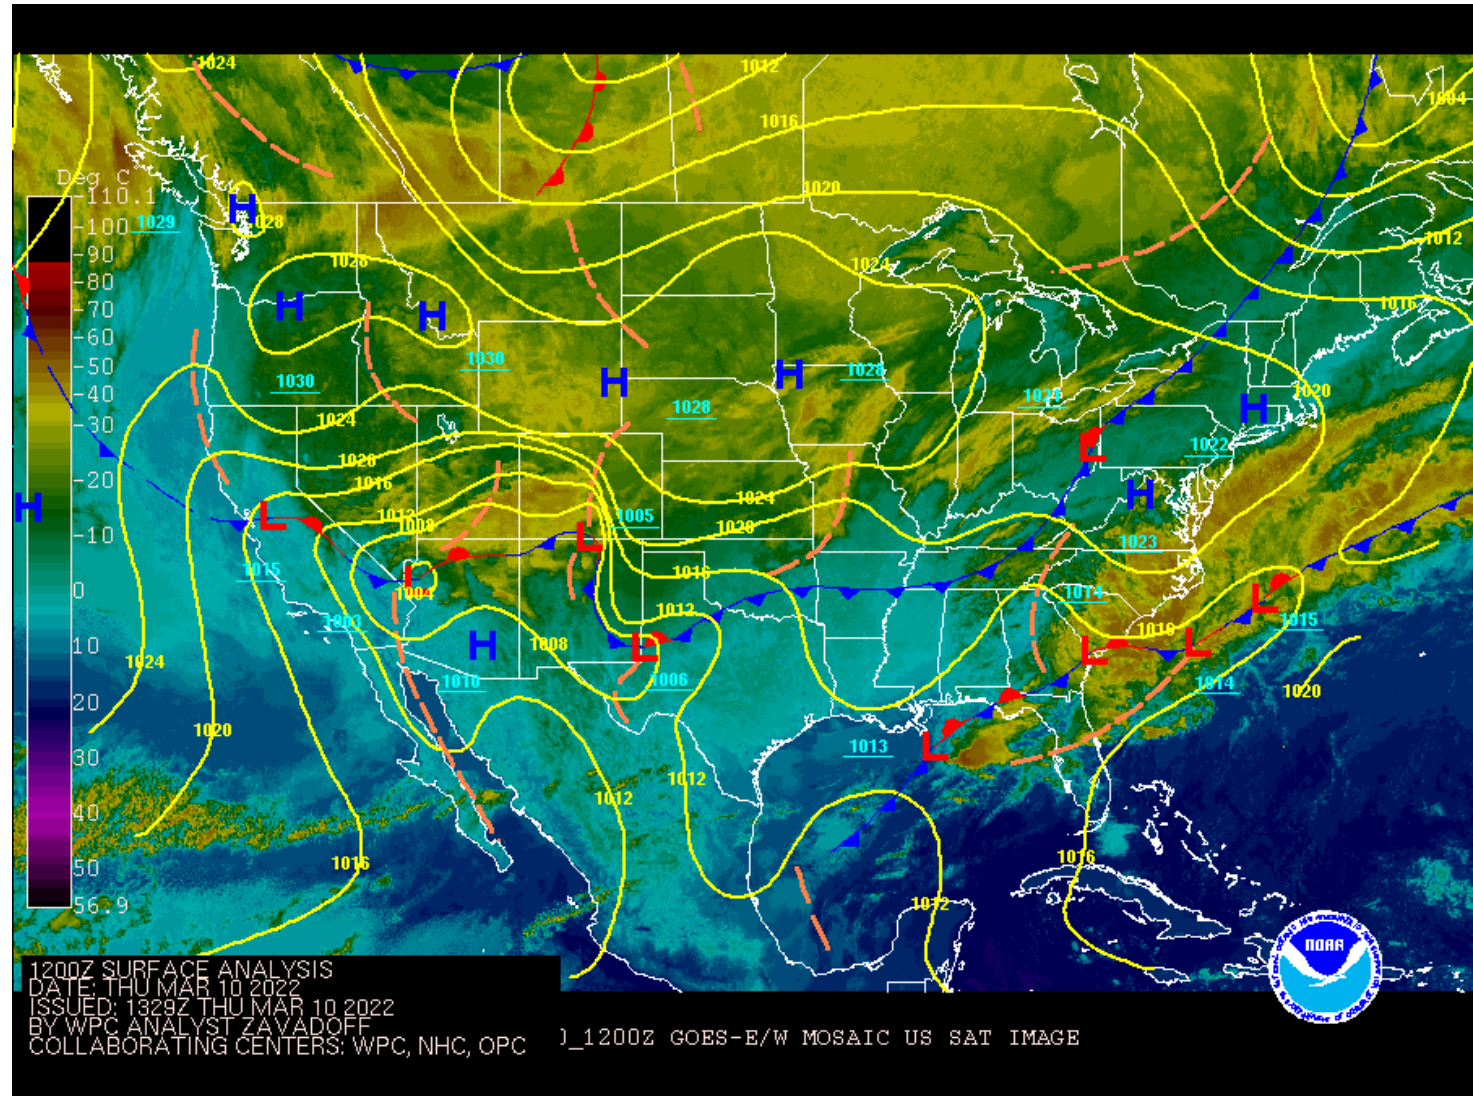 1024
1012
1004
1016
Deg C
-110.1
1020
-100
1029
1028
1012
-90
1028
1024
-80
-70
1016
-60
1030
-50
1030
1028
-40
1020
1028
1024
-30
1022
1020
-20
1016
1024
1012
1005
1020
-10
1008
1023
1015
1016
0
1004
1014
1012
1003
1015
1016
10
1008
1024
1010
1006
1014
1020
20
1020
1013
30
1012
1012
40
1016
1016
50
1012
56.9
NOAA
1200Z SURFACE ANALYSIS
DATE: THU MAR 10 2022
ISSUED: 1329Z THU MAR 10 2022
BY WPC ANALYST ZAVADOFF
COLLABORATING CENTERS: WPC, NHC, OPC
_1200Z GOES-E/W MOSAIC US SAT IMAGE
H
H
H
H
H
H
H
H
H
L
L
L
L
L
L
L
L
L